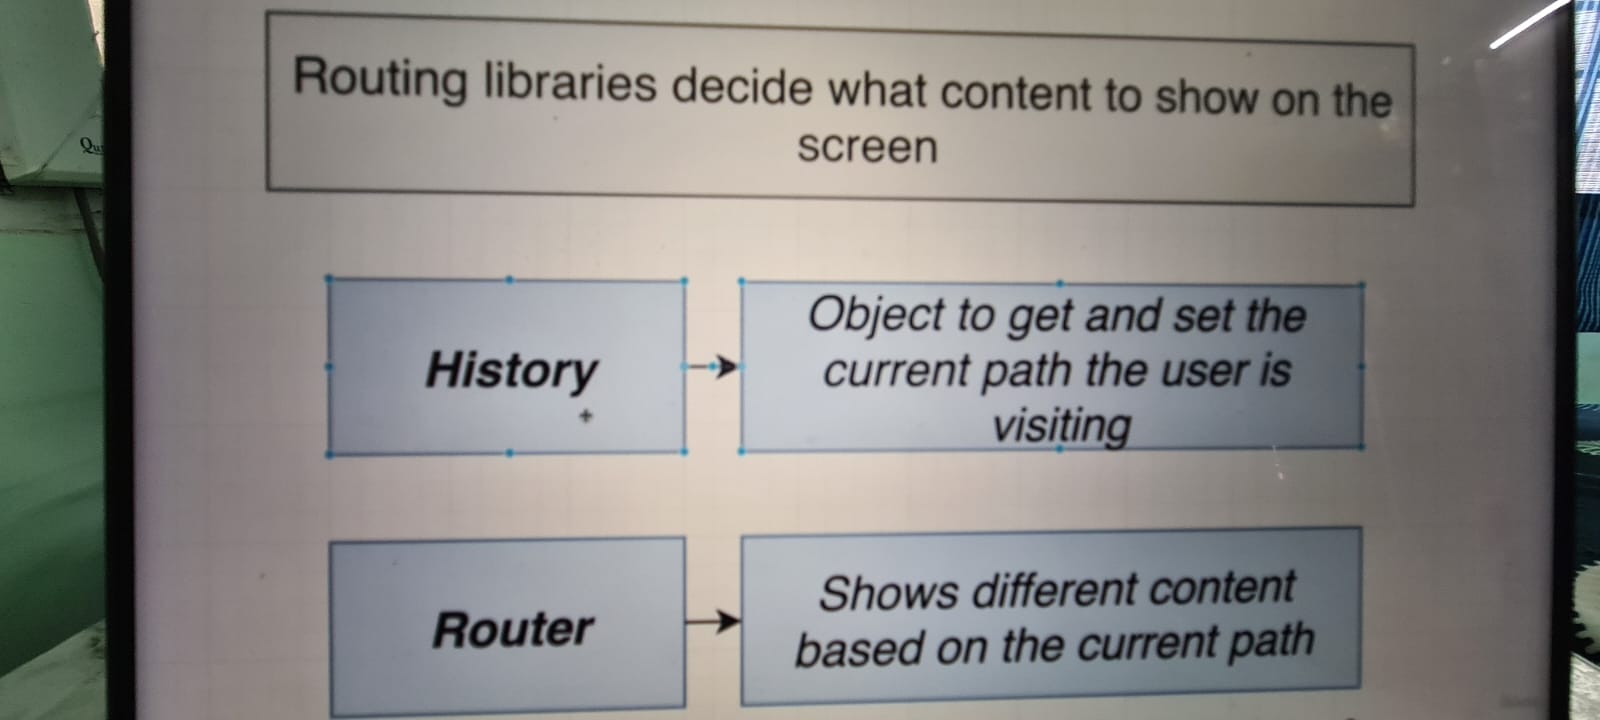 Routing libraries decide what content to show on the
screen
History
Object to get and set the
current path the user is
visiting
Router
Shows different content
based on the current path